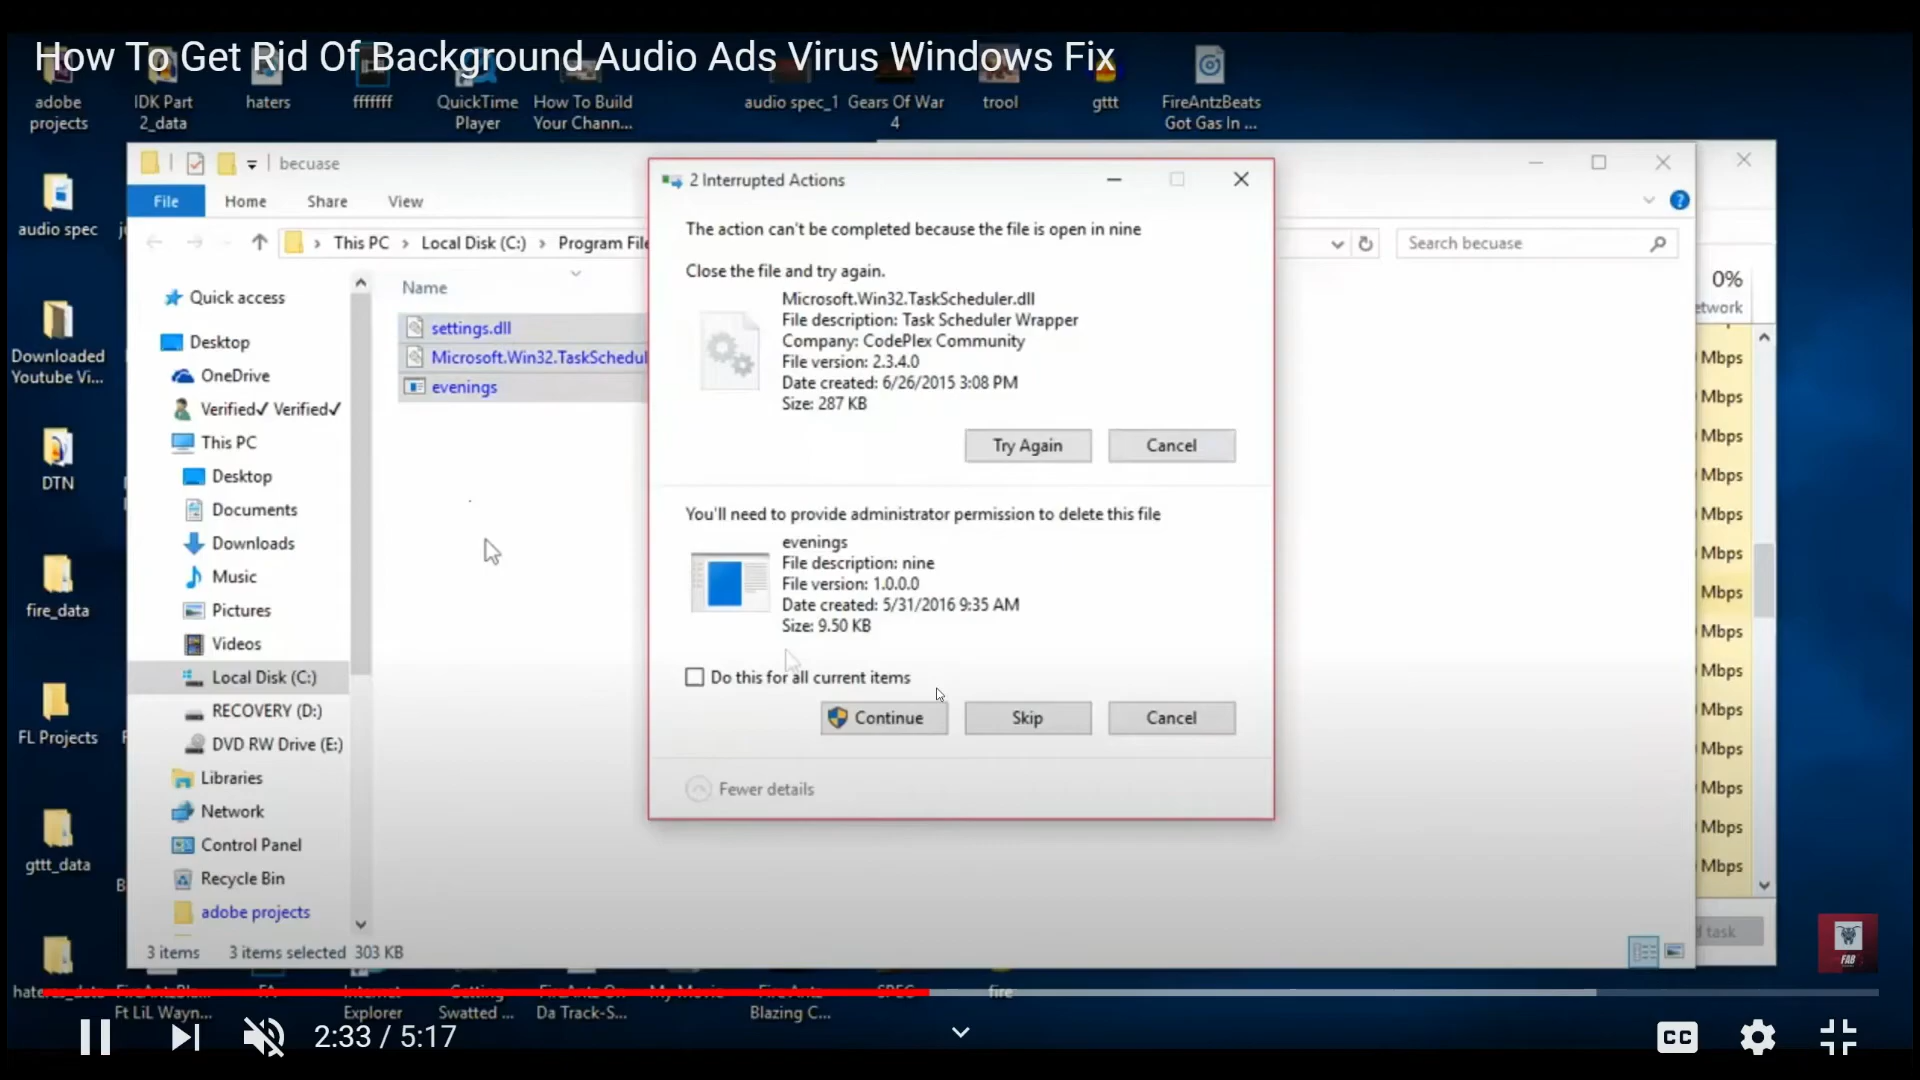 How To Get Rid Of Background Audio Ads Virus Windows Fix
adobe projects
IDK Part 2_data
haters
fffffff
QuickTime Player
How To Build Your Chann...
audio spec_1
Gears Of War 4
trool
gttt
FireAntzBeats Got Gas In ...
becuase
File
Home
Share
View
This PC
Local Disk (C:)
Program File
Search becuase
audio spec
Downloaded Youtube Vi...
DTN
fire_data
FL Projects
gttt_data
Quick access
Desktop
OneDrive
Verified✓ Verified✓
This PC
Desktop
Documents
Downloads
Music
Pictures
Videos
Local Disk (C:)
RECOVERY (D:)
DVD RW Drive (E:)
Libraries
Network
Control Panel
Recycle Bin
adobe projects
Name
settings.dll
Microsoft.Win32.TaskSchedul
evenings
2 Interrupted Actions
The action can't be completed because the file is open in nine
Close the file and try again.
Microsoft.Win32.TaskScheduler.dll
File description: Task Scheduler Wrapper
Company: CodePlex Community
File version: 2.3.4.0
Date created: 6/26/2015 3:08 PM
Size: 287 KB
Try Again
Cancel
You'll need to provide administrator permission to delete this file
evenings
File description: nine
File version: 1.0.0.0
Date created: 5/31/2016 9:35 AM
Size: 9.50 KB
Do this for all current items
Continue
Skip
Cancel
Fewer details
0%
etwork
Mbps
Mbps
Mbps
Mbps
Mbps
Mbps
Mbps
Mbps
Mbps
Mbps
Mbps
Mbps
Mbps
Mbps
d task
3 items
3 items selected
303 KB
FAB
Ft LiL Wayn...
Explorer
Swatted ...
Da Track-S...
My Movie
Blazing C...
SPEC
fire
2:33 / 5:17
CC